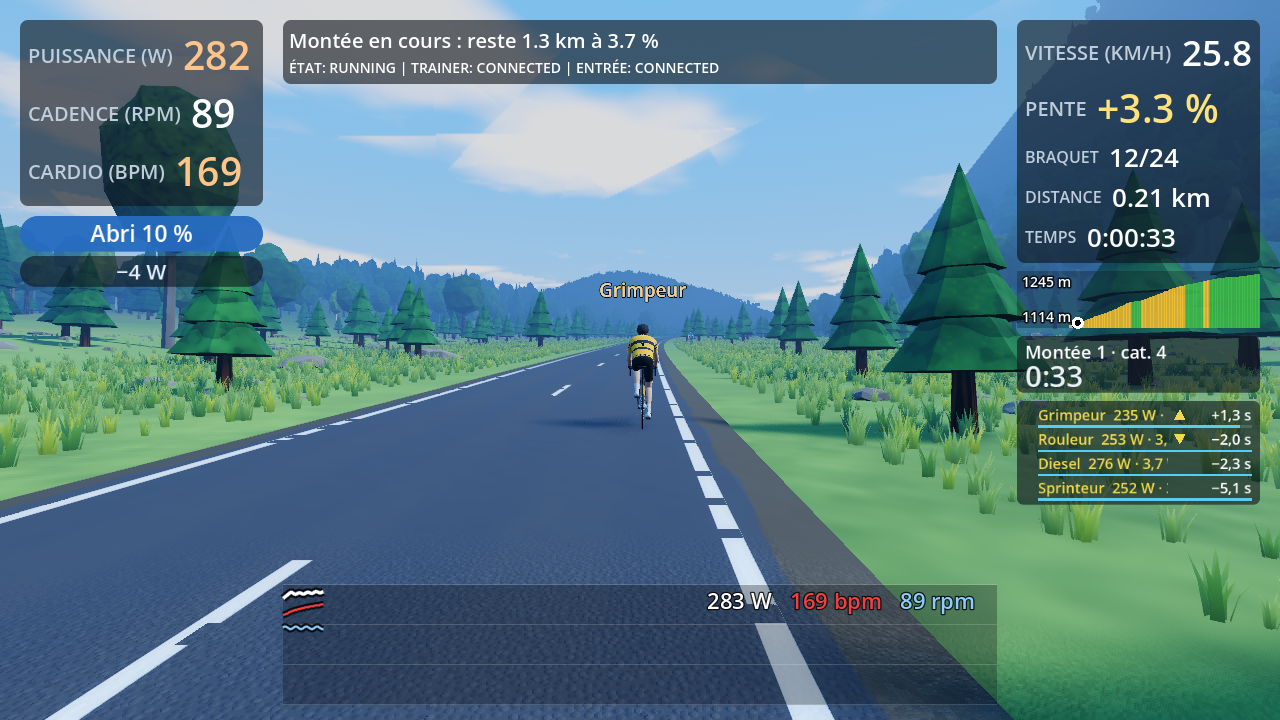 PUISSANCE (W) 282
CADENCE (RPM) 89
CARDIO (BPM) 169
Abri 10 %
−4 W
Montée en cours : reste 1.3 km à 3.7 %
ÉTAT: RUNNING | TRAINER: CONNECTED | ENTRÉE: CONNECTED
VITESSE (KM/H) 25.8
PENTE +3.3 %
BRAQUET 12/24
DISTANCE 0.21 km
TEMPS 0:00:33
1245 m
1114 m
Montée 1 · cat. 4
0:33
Grimpeur 235 W · ▲ +1,3 s
Rouleur 253 W · 3, ▼ −2,0 s
Diesel 276 W · 3,7 −2,3 s
Sprinteur 252 W · −5,1 s
Grimpeur
283 W 169 bpm 89 rpm